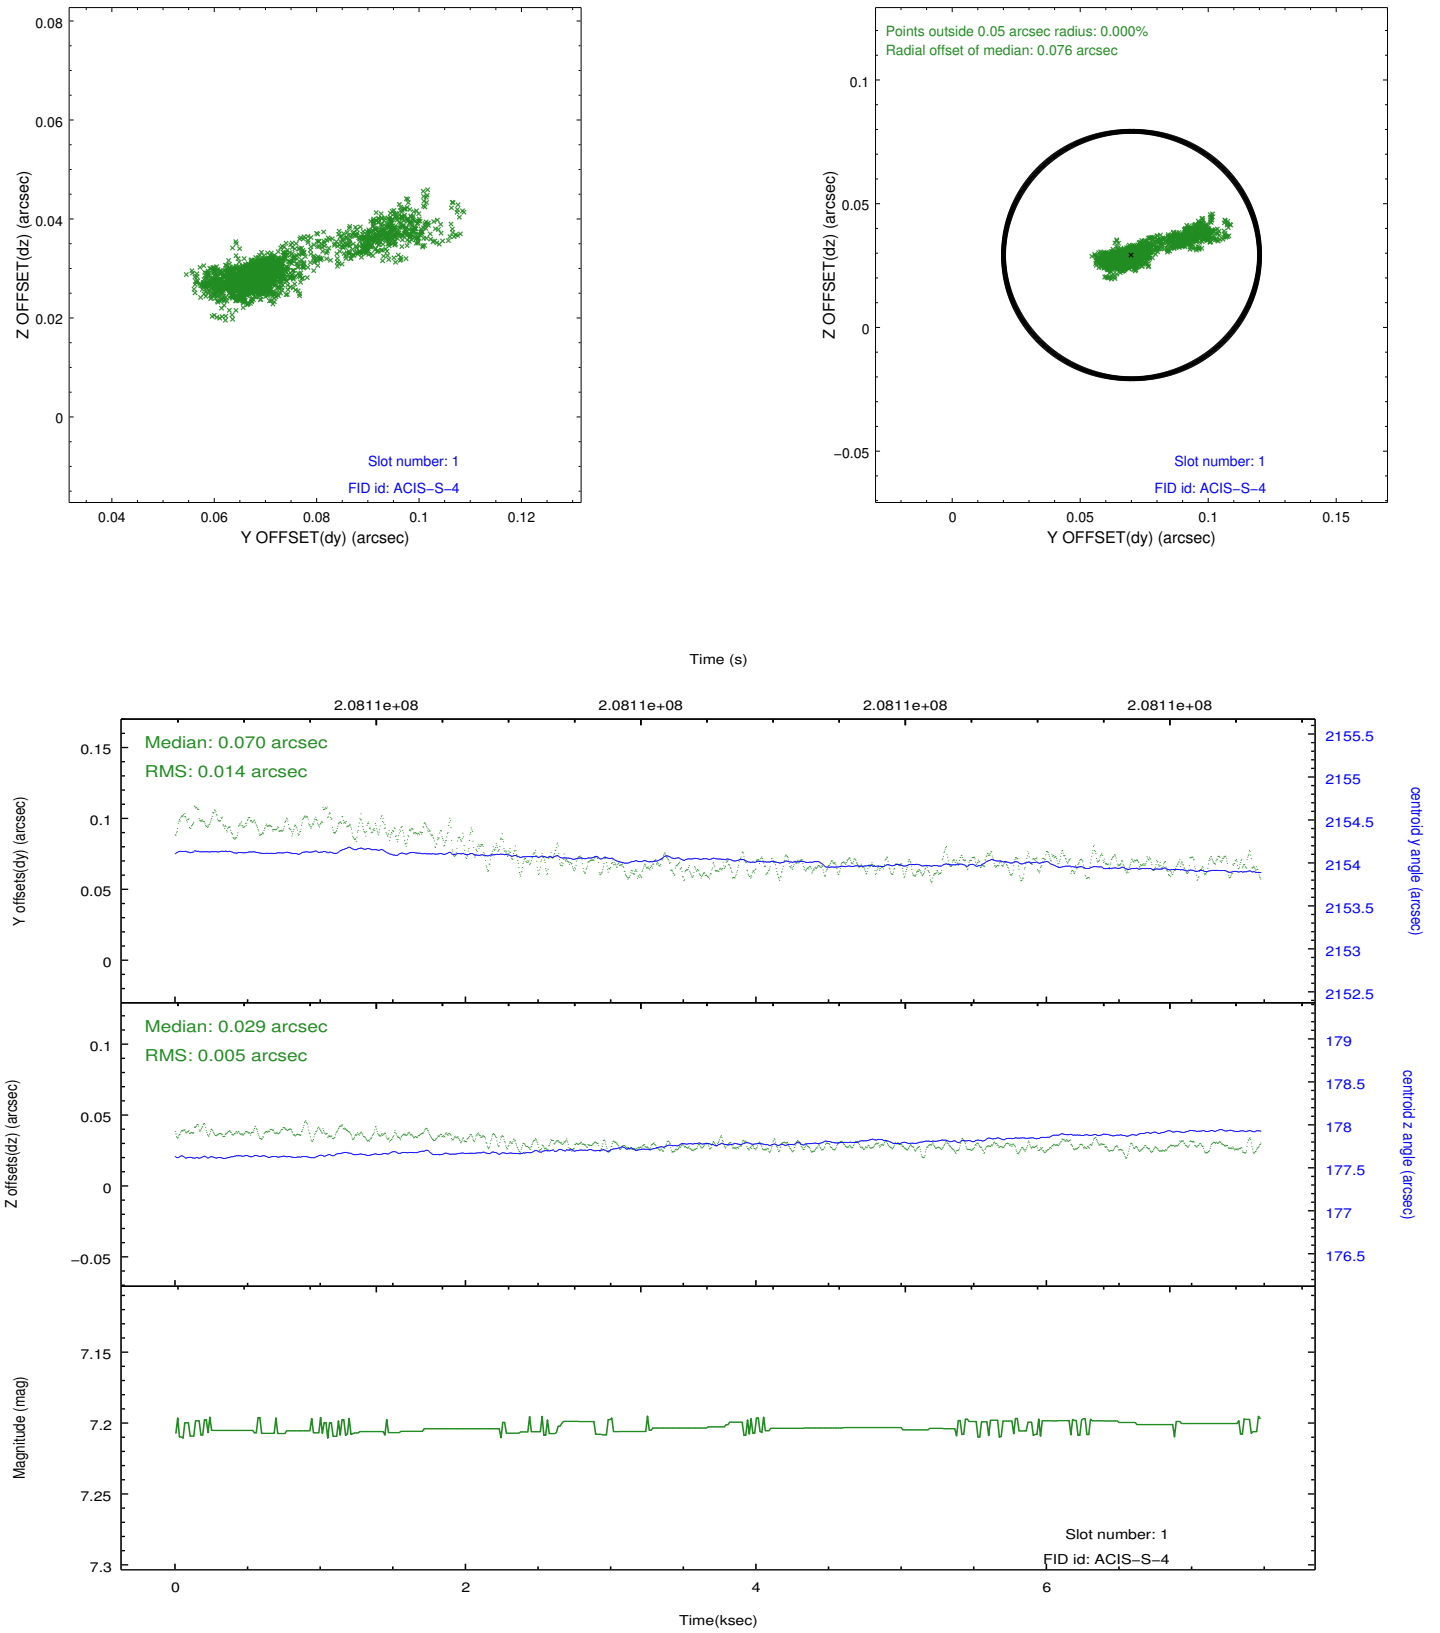 0.08
0.06
0.04
0.02
0
Z OFFSET(dz) (arcsec)
Slot number: 1
FID id: ACIS−S−4
0.04 0.06 0.08 0.1 0.12
Y OFFSET(dy) (arcsec)
Points outside 0.05 arcsec radius: 0.000%
Radial offset of median: 0.076 arcsec
0.1
0.05
0
−0.05
Z OFFSET(dz) (arcsec)
Slot number: 1
FID id: ACIS−S−4
0 0.05 0.1 0.15
Y OFFSET(dy) (arcsec)
Time (s)
2.0811e+08 2.0811e+08 2.0811e+08 2.0811e+08
Median: 0.070 arcsec
RMS: 0.014 arcsec
0.15
0.1
0.05
0
Y offsets(dy) (arcsec)
2155.5
2155
2154.5
2154
2153.5
2153
2152.5
centroid y angle (arcsec)
Median: 0.029 arcsec
RMS: 0.005 arcsec
0.1
0.05
0
−0.05
Z offsets(dz) (arcsec)
179
178.5
178
177.5
177
176.5
centroid z angle (arcsec)
7.15
7.2
7.25
7.3
Magnitude (mag)
Slot number: 1
FID id: ACIS−S−4
0 2 4 6
Time(ksec)